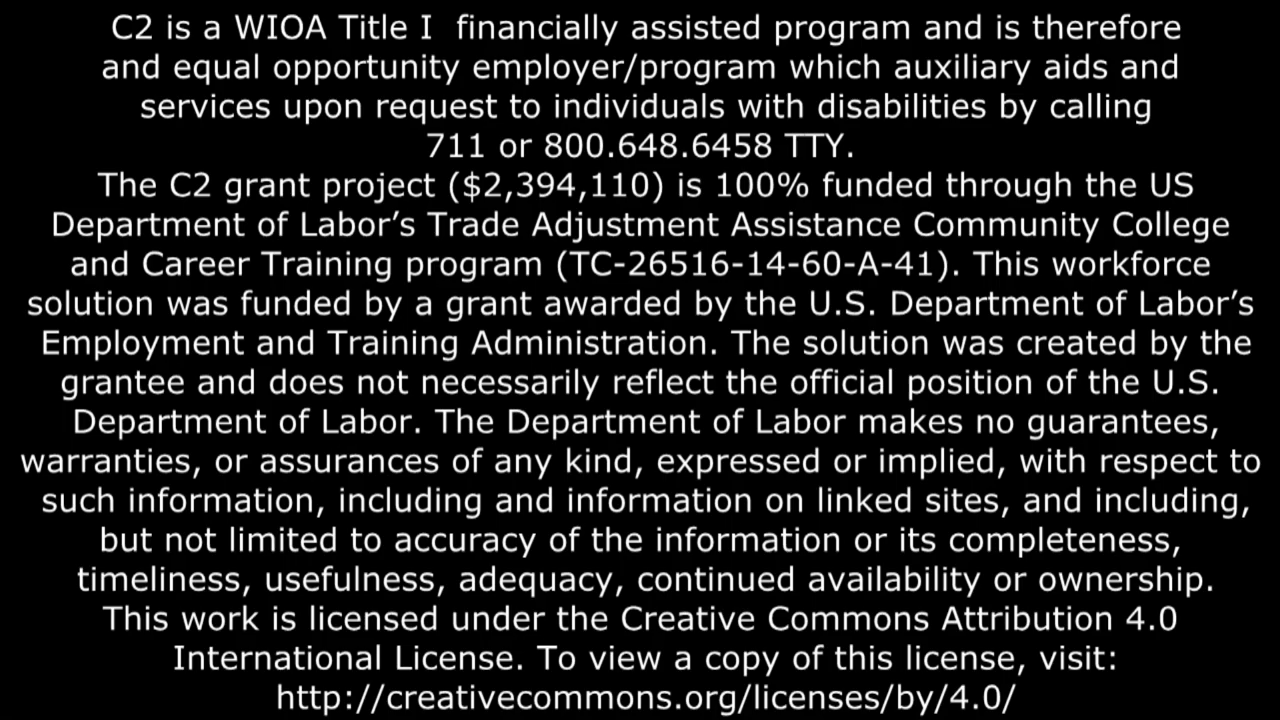 C2 is a WIOA Title I  financially assisted program and is therefore
and equal opportunity employer/program which auxiliary aids and
services upon request to individuals with disabilities by calling
711 or 800.648.6458 TTY.
The C2 grant project ($2,394,110) is 100% funded through the US
Department of Labor’s Trade Adjustment Assistance Community College
and Career Training program (TC-26516-14-60-A-41). This workforce
solution was funded by a grant awarded by the U.S. Department of Labor’s
Employment and Training Administration. The solution was created by the
grantee and does not necessarily reflect the official position of the U.S.
Department of Labor. The Department of Labor makes no guarantees,
warranties, or assurances of any kind, expressed or implied, with respect to
such information, including and information on linked sites, and including,
but not limited to accuracy of the information or its completeness,
timeliness, usefulness, adequacy, continued availability or ownership.
This work is licensed under the Creative Commons Attribution 4.0
International License. To view a copy of this license, visit:
http://creativecommons.org/licenses/by/4.0/